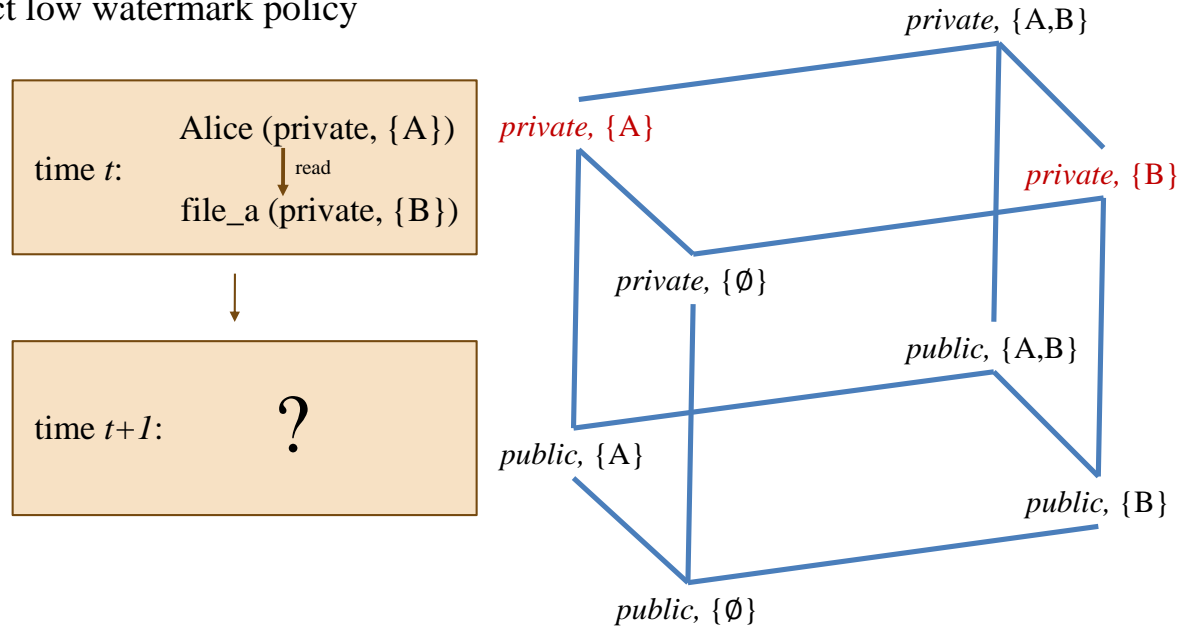 ct low watermark policy
time t:
Alice (private, {A})
read
file_a (private, {B})
time t+1:
?
private, {A,B}
private, {A}
private, {B}
private, {∅}
public, {A,B}
public, {A}
public, {B}
public, {∅}